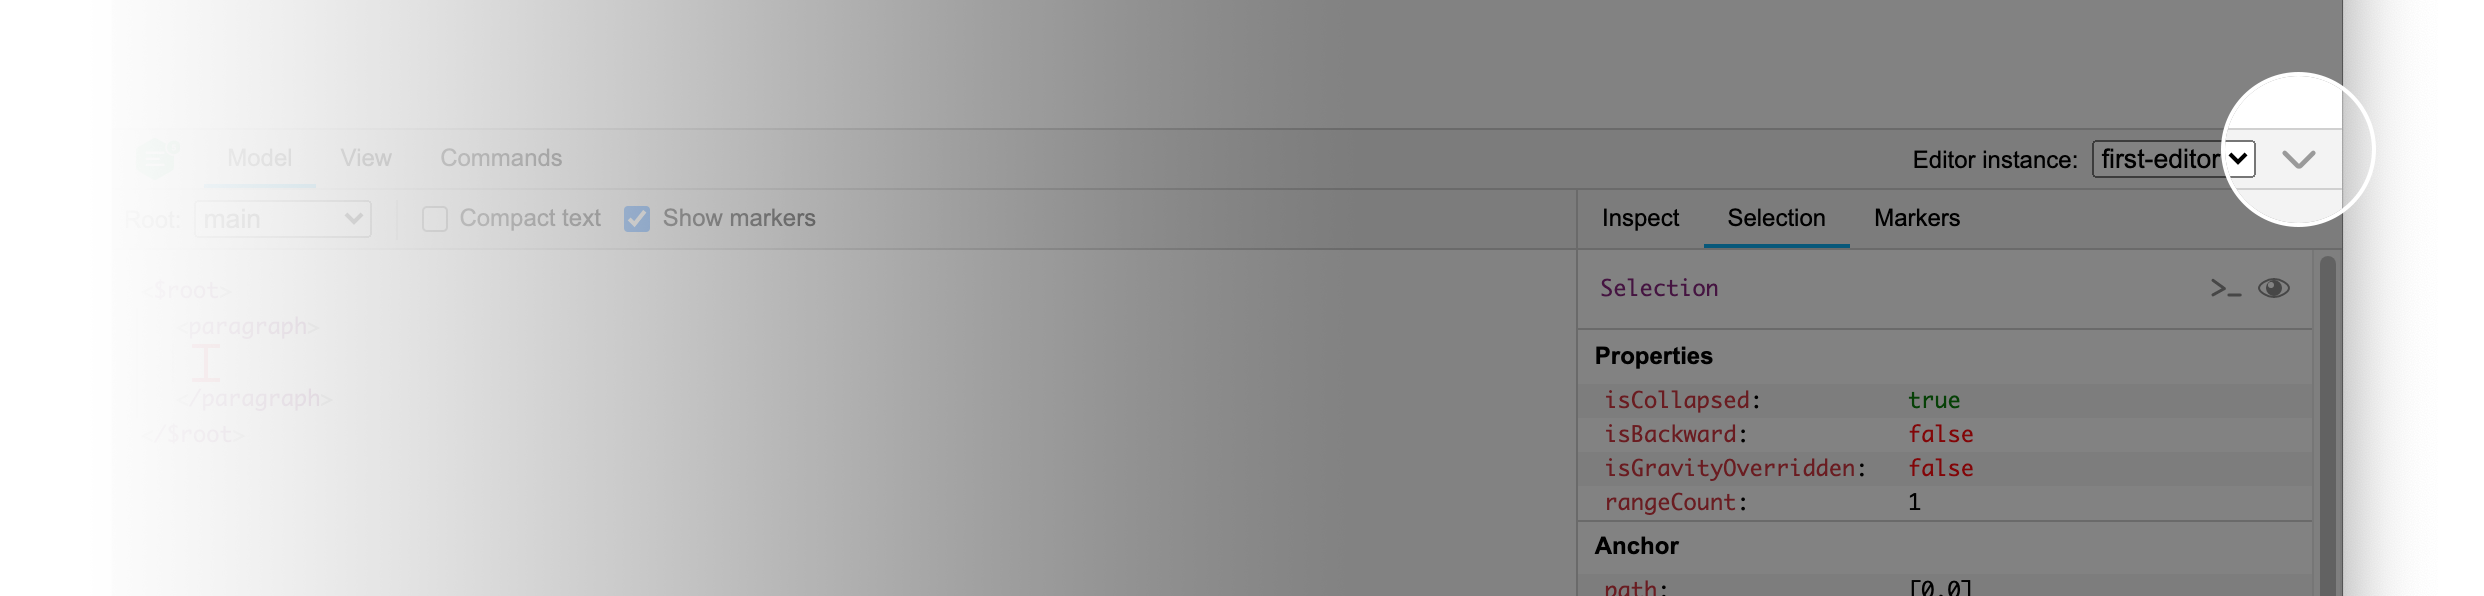 Model View Commands Editor instance: first-editor
Root: main Compact text Show markers Inspect Selection Markers
<$root>
<paragraph>
</paragraph>
</$root>
Selection >_
Properties
isCollapsed: true
isBackward: false
isGravityOverridden: false
rangeCount: 1
Anchor
path: [0,0]